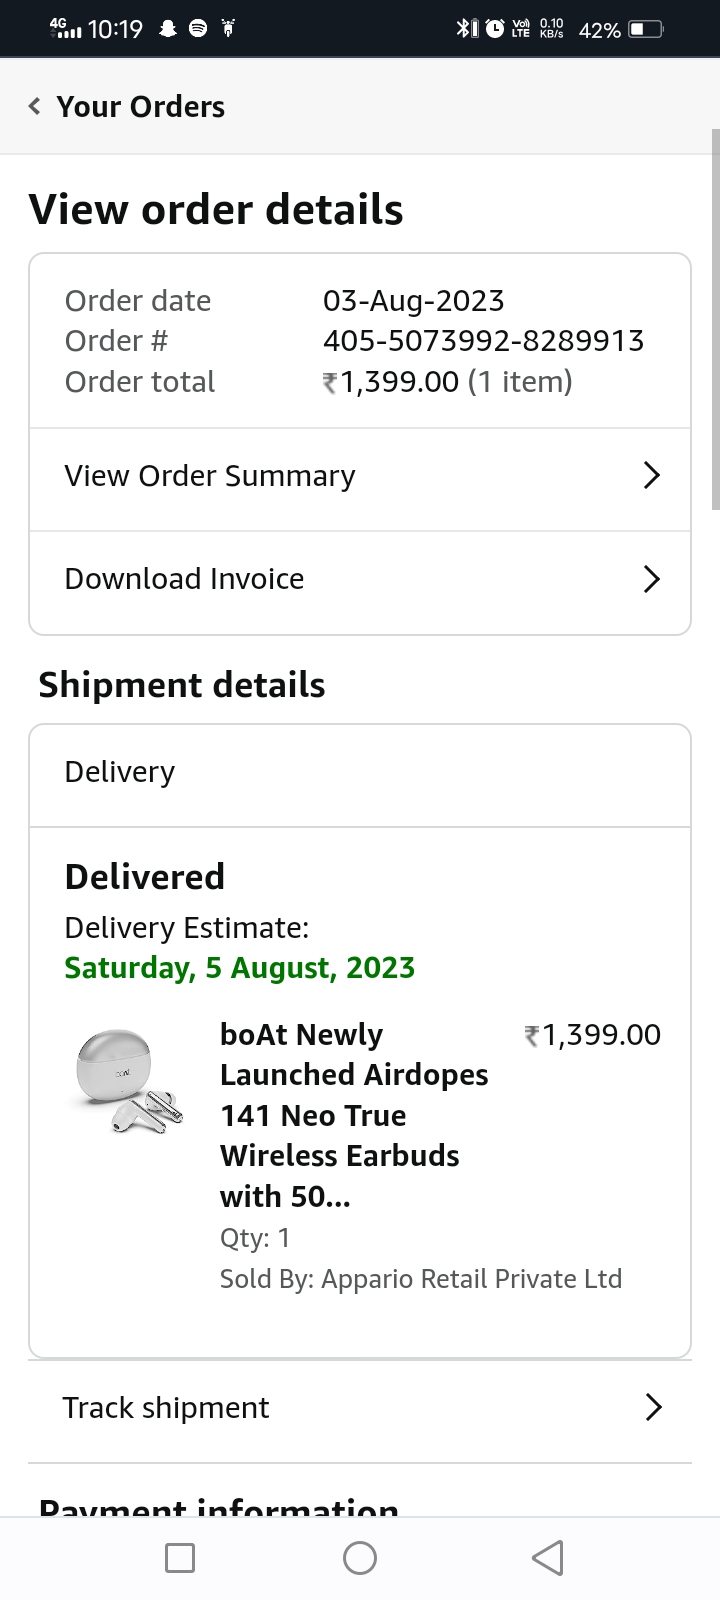 4G 10:19 VoI) LTE 0.10 KB/s 42%
Your Orders
View order details
Order date 03-Aug-2023
Order # 405-5073992-8289913
Order total ₹1,399.00 (1 item)
View Order Summary
Download Invoice
Shipment details
Delivery
Delivered
Delivery Estimate:
Saturday, 5 August, 2023
boAt Newly ₹1,399.00
Launched Airdopes
141 Neo True
Wireless Earbuds
with 50...
Qty: 1
Sold By: Appario Retail Private Ltd
Track shipment
Payment information